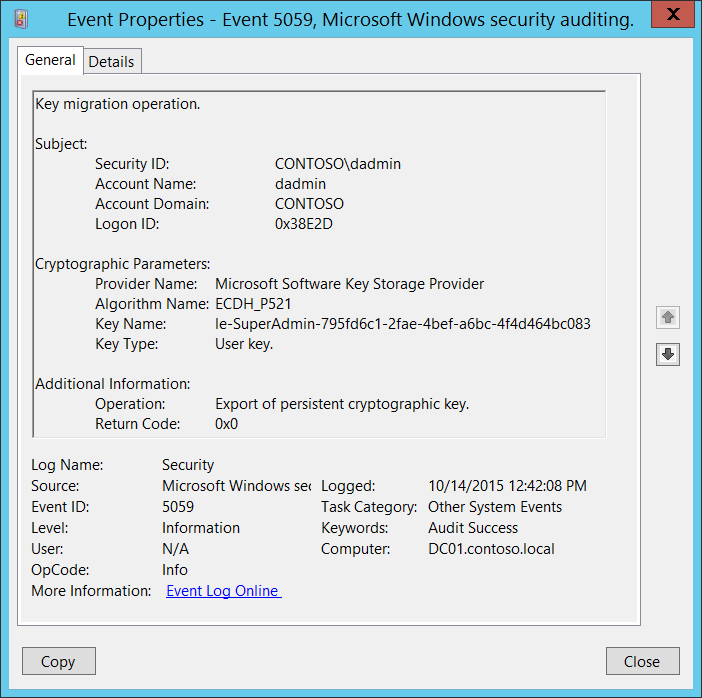 Event Properties - Event 5059, Microsoft Windows security auditing.
X
General
Details
Key migration operation.
Subject:
Security ID: CONTOSO\dadmin
Account Name: dadmin
Account Domain: CONTOSO
Logon ID: 0x38E2D
Cryptographic Parameters:
Provider Name: Microsoft Software Key Storage Provider
Algorithm Name: ECDH_P521
Key Name: le-SuperAdmin-795fd6c1-2fae-4bef-a6bc-4f4d464bc083
Key Type: User key.
Additional Information:
Operation: Export of persistent cryptographic key.
Return Code: 0x0
Log Name: Security
Source: Microsoft Windows sec Logged: 10/14/2015 12:42:08 PM
Event ID: 5059 Task Category: Other System Events
Level: Information Keywords: Audit Success
User: N/A Computer: DC01.contoso.local
OpCode: Info
More Information: Event Log Online
Copy
Close